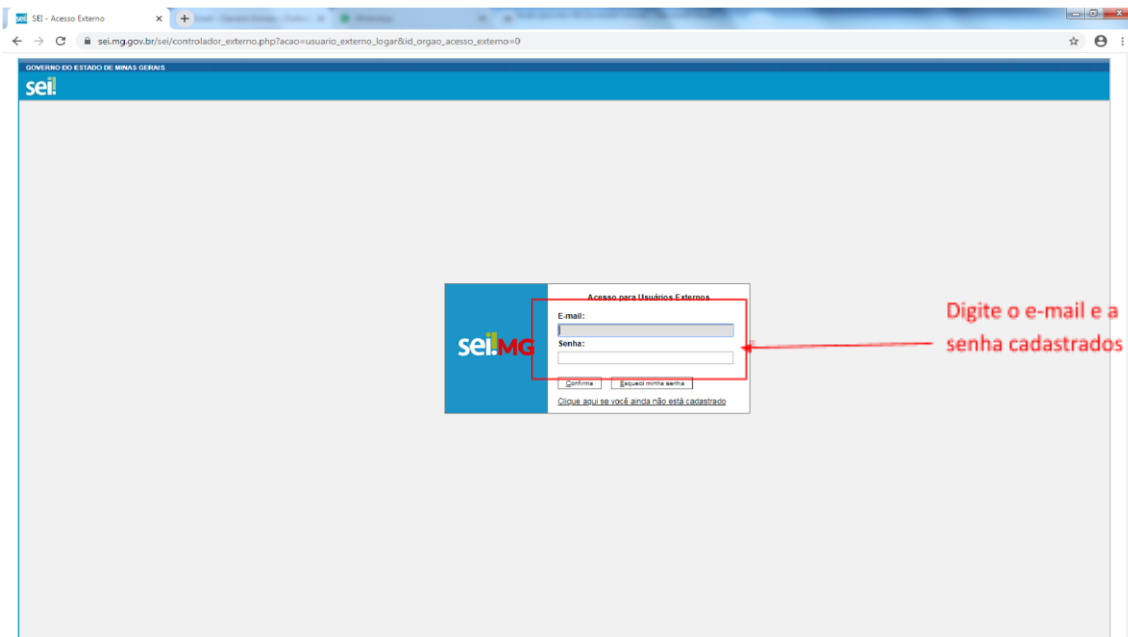 sei! SEI - Acesso Externo
WhatsApp
sei.mg.gov.br/sei/controlador_externo.php?acao=usuario_externo_logar&id_orgao_acesso_externo=0
GOVERNO DO ESTADO DE MINAS GERAIS
sei!
Acesso para Usuários Externos
E-mail:
sei!MG
Senha:
Confirma Esqueci minha senha
Clique aqui se você ainda não está cadastrado
Digite o e-mail e a
senha cadastrados